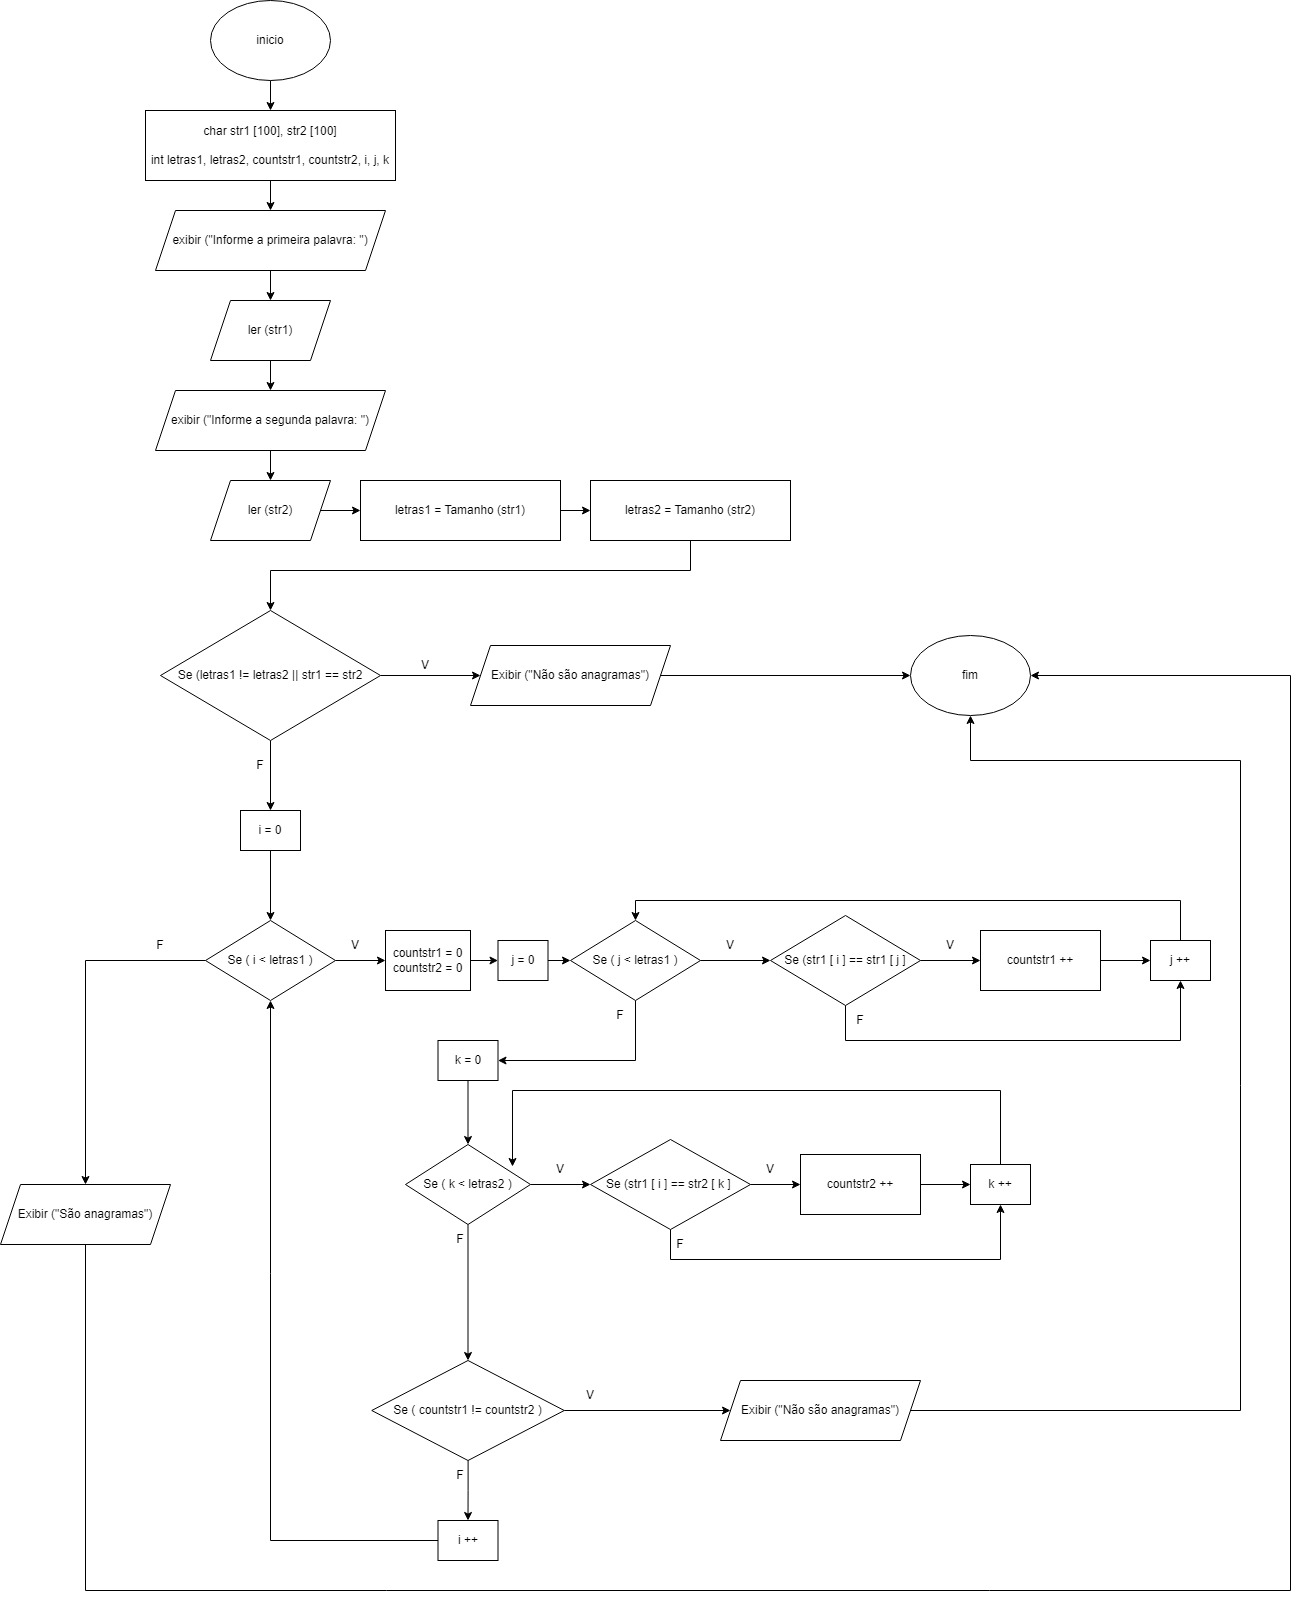 inicio
char str1 [100], str2 [100]
int letras1, letras2, countstr1, countstr2, i, j, k
exibir ("Informe a primeira palavra: ")
ler (str1)
exibir ("Informe a segunda palavra: ")
ler (str2)
letras1 = Tamanho (str1)
letras2 = Tamanho (str2)
Se (letras1 != letras2 || str1 == str2
V
Exibir ("Não são anagramas")
fim
F
i = 0
F
Se ( i < letras1 )
V
countstr1 = 0
countstr2 = 0
j = 0
Se ( j < letras1 )
V
Se (str1 [ i ] == str1 [ j ]
V
countstr1 ++
j ++
F
F
k = 0
Se ( k < letras2 )
V
Se (str1 [ i ] == str2 [ k ]
V
countstr2 ++
k ++
Exibir ("São anagramas")
F
F
Se ( countstr1 != countstr2 )
V
Exibir ("Não são anagramas")
F
i ++